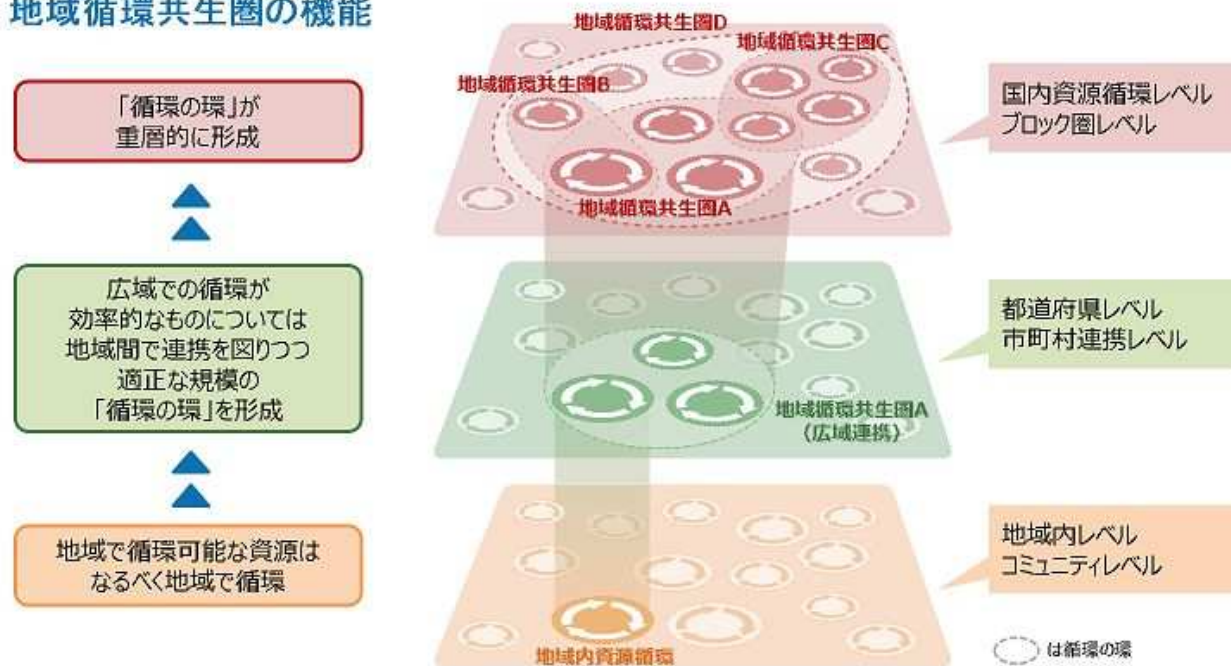 地域循環共生圏の機能
「循環の環」が
重層的に形成
広域での循環が
効率的なものについては
地域間で連携を図りつつ
適正な規模の
「循環の環」を形成
地域で循環可能な資源は
なるべく地域で循環
地域循環共生圏D
地域循環共生圏C
地域循環共生圏B
地域循環共生圏A
国内資源循環レベル
ブロック圏レベル
地域循環共生圏A
（広域連携）
都道府県レベル
市町村連携レベル
地域内資源循環
地域内レベル
コミュニティレベル
は循環の環